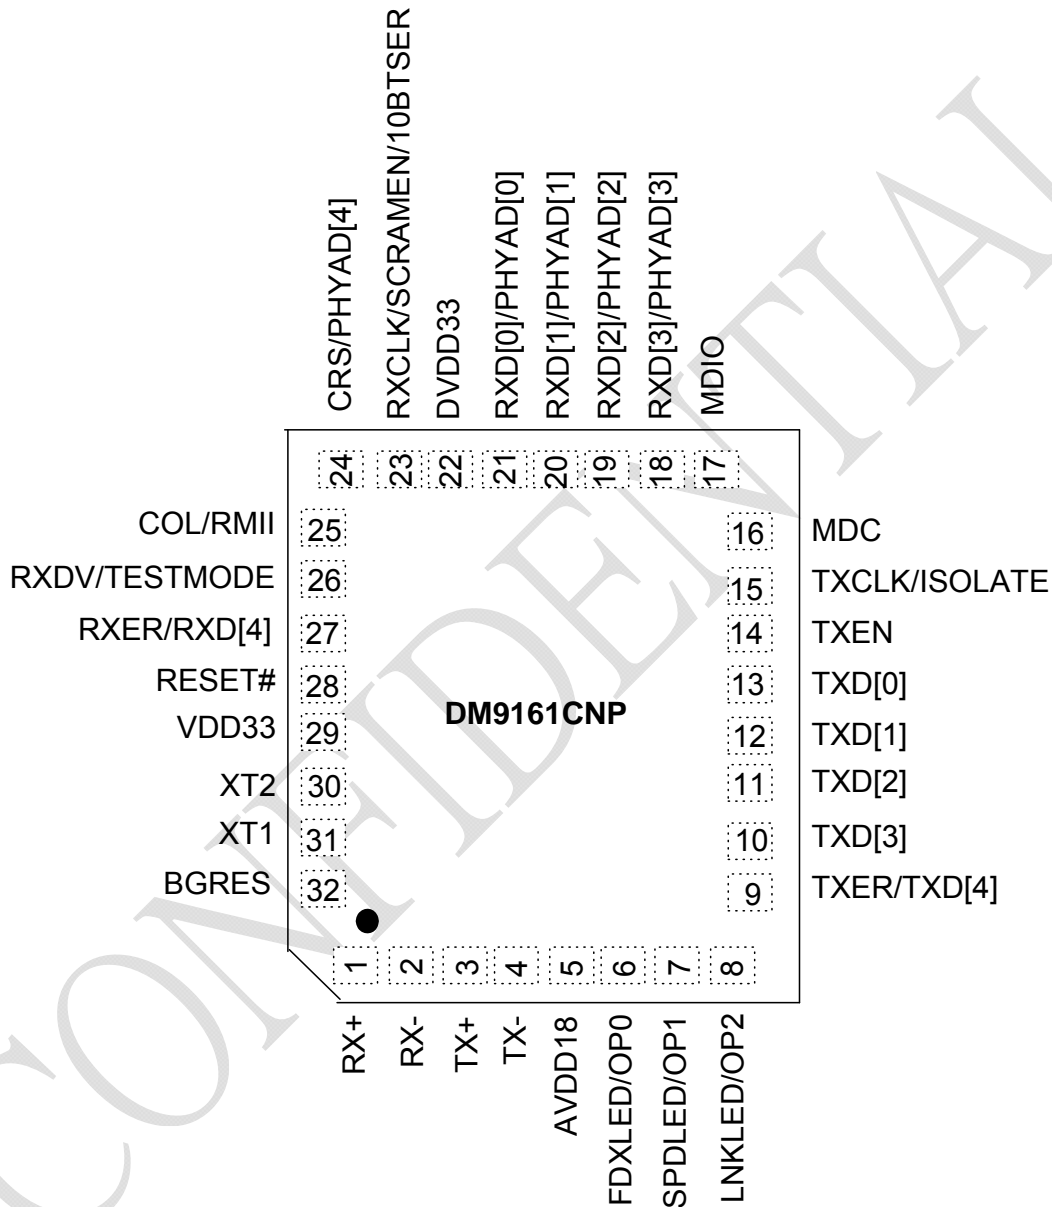 CRS/PHYAD[4]
RXCLK/SCRAMEN/10BTSER
DVDD33
RXD[0]/PHYAD[0]
RXD[1]/PHYAD[1]
RXD[2]/PHYAD[2]
RXD[3]/PHYAD[3]
MDIO
24
23
22
21
20
19
18
17
COL/RMII 25
RXDV/TESTMODE 26
RXER/RXD[4] 27
RESET# 28
VDD33 29
XT2 30
XT1 31
BGRES 32
DM9161CNP
16 MDC
15 TXCLK/ISOLATE
14 TXEN
13 TXD[0]
12 TXD[1]
11 TXD[2]
10 TXD[3]
9 TXER/TXD[4]
1
2
3
4
5
6
7
8
RX+
RX-
TX+
TX-
AVDD18
FDXLED/OP0
SPDLED/OP1
LNKLED/OP2
CONFIDENTIAL